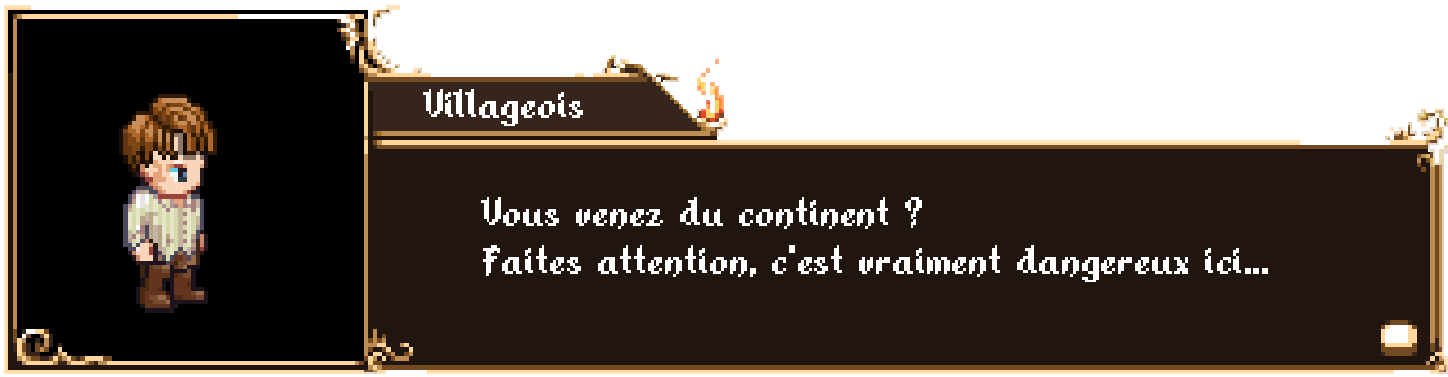 Villageois
Vous venez du continent ?
Faites attention, c'est vraiment dangereux ici...